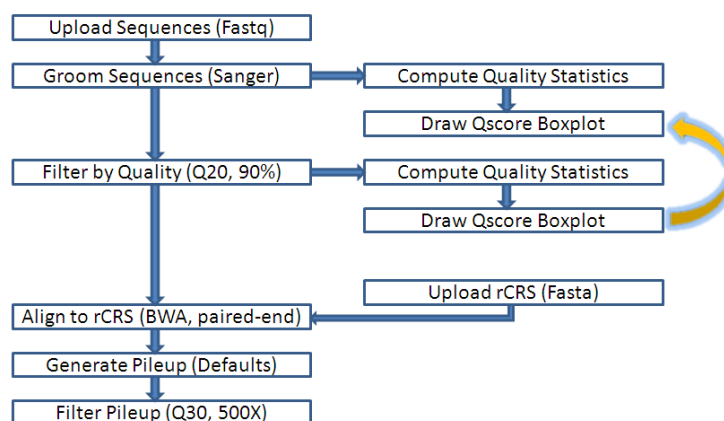 Upload Sequences (Fastq)
Groom Sequences (Sanger)
Compute Quality Statistics
Draw Qscore Boxplot
Filter by Quality (Q20, 90%)
Compute Quality Statistics
Draw Qscore Boxplot
Upload rCRS (Fasta)
Align to rCRS (BWA, paired-end)
Generate Pileup (Defaults)
Filter Pileup (Q30, 500X)